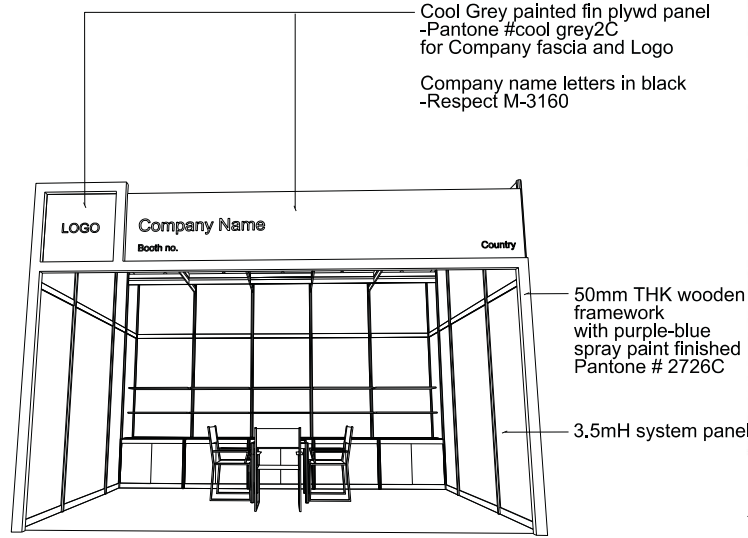 Cool Grey painted fin plywd panel
-Pantone #cool grey2C
for Company fascia and Logo
Company name letters in black
-Respect M-3160
LOGO
Company Name
Booth no.
Country
50mm THK wooden
framework
with purple-blue
spray paint finished
Pantone # 2726C
3.5mH system panel